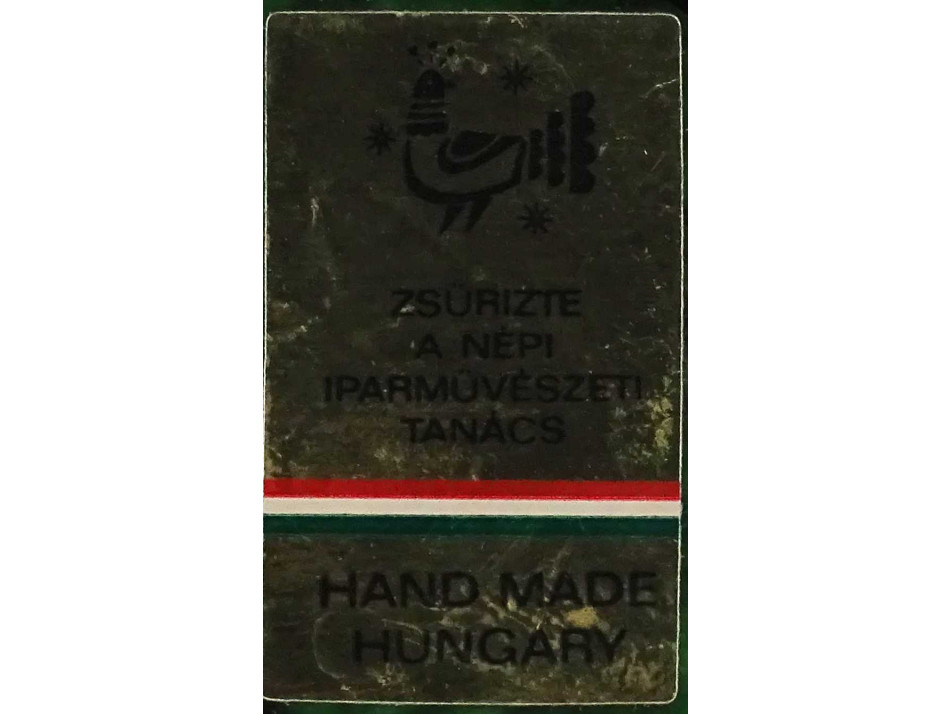 ZSŰRIZTE
A NÉPI
IPARMŰVÉSZETI
TANÁCS
HAND MADE
HUNGARY